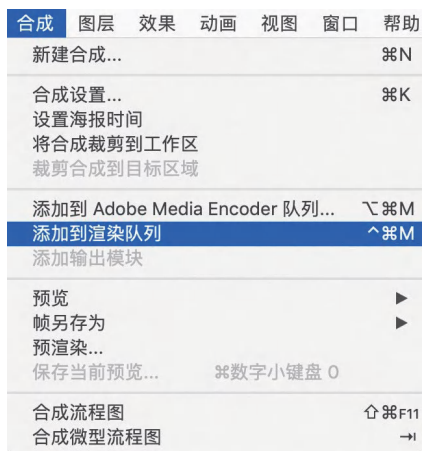 合成 图层 效果 动画 视图 窗口 帮助
新建合成... ⌘N
合成设置... ⌘K
设置海报时间
将合成裁剪到工作区
裁剪合成到目标区域
添加到 Adobe Media Encoder 队列... ⌥⌘M
添加到渲染队列 ^⌘M
添加输出模块
预览 ▶
帧另存为 ▶
预渲染...
保存当前预览... ⌘数字小键盘 0
合成流程图 ⇧⌘F11
合成微型流程图 →I